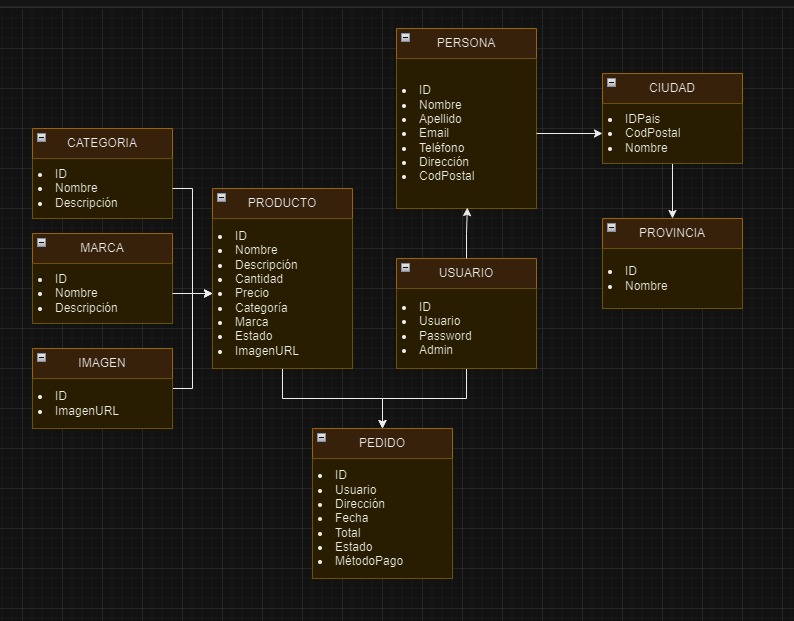 PERSONA
ID
Nombre
Apellido
Email
Teléfono
Dirección
CodPostal
CIUDAD
IDPais
CodPostal
Nombre
CATEGORIA
ID
Nombre
Descripción
PRODUCTO
ID
Nombre
Descripción
Cantidad
Precio
Categoría
Marca
Estado
ImagenURL
MARCA
ID
Nombre
Descripción
PROVINCIA
ID
Nombre
USUARIO
ID
Usuario
Password
Admin
IMAGEN
ID
ImagenURL
PEDIDO
ID
Usuario
Dirección
Fecha
Total
Estado
MétodoPago